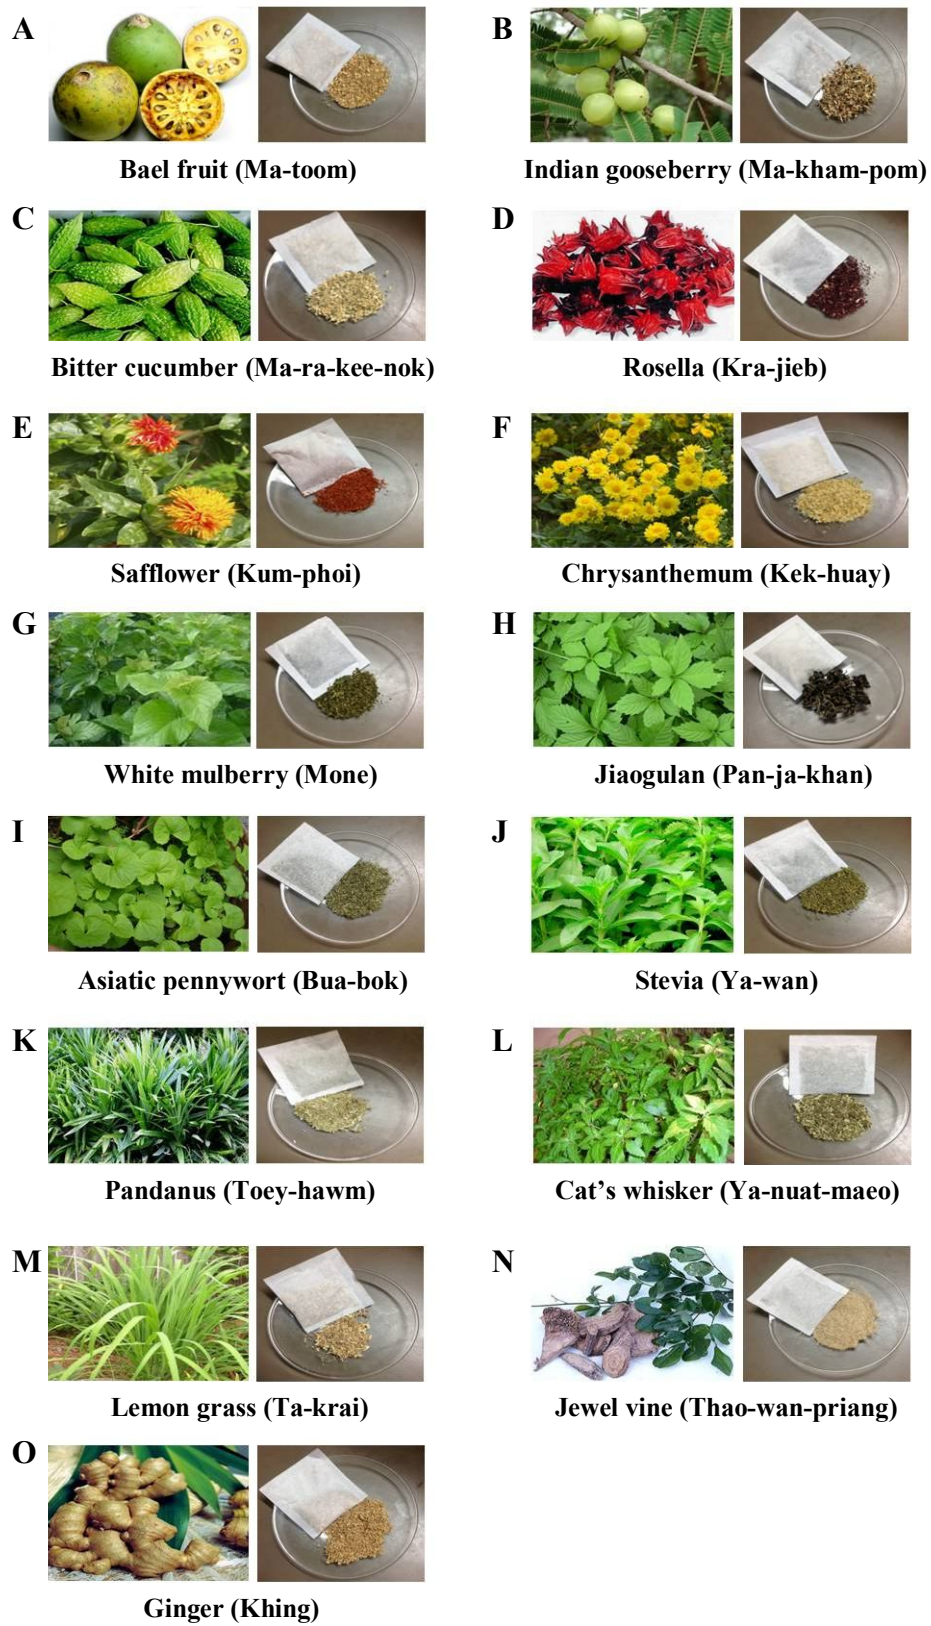 A
B
Bael fruit (Ma-toom)
Indian gooseberry (Ma-kham-pom)
C
D
Bitter cucumber (Ma-ra-kee-nok)
Rosella (Kra-jieb)
E
F
Safflower (Kum-phoi)
Chrysanthemum (Kek-huay)
G
H
White mulberry (Mone)
Jiaogulan (Pan-ja-khan)
I
J
Asiatic pennywort (Bua-bok)
Stevia (Ya-wan)
K
L
Pandanus (Toey-hawm)
Cat’s whisker (Ya-nuat-maeo)
M
N
Lemon grass (Ta-krai)
Jewel vine (Thao-wan-priang)
O
Ginger (Khing)